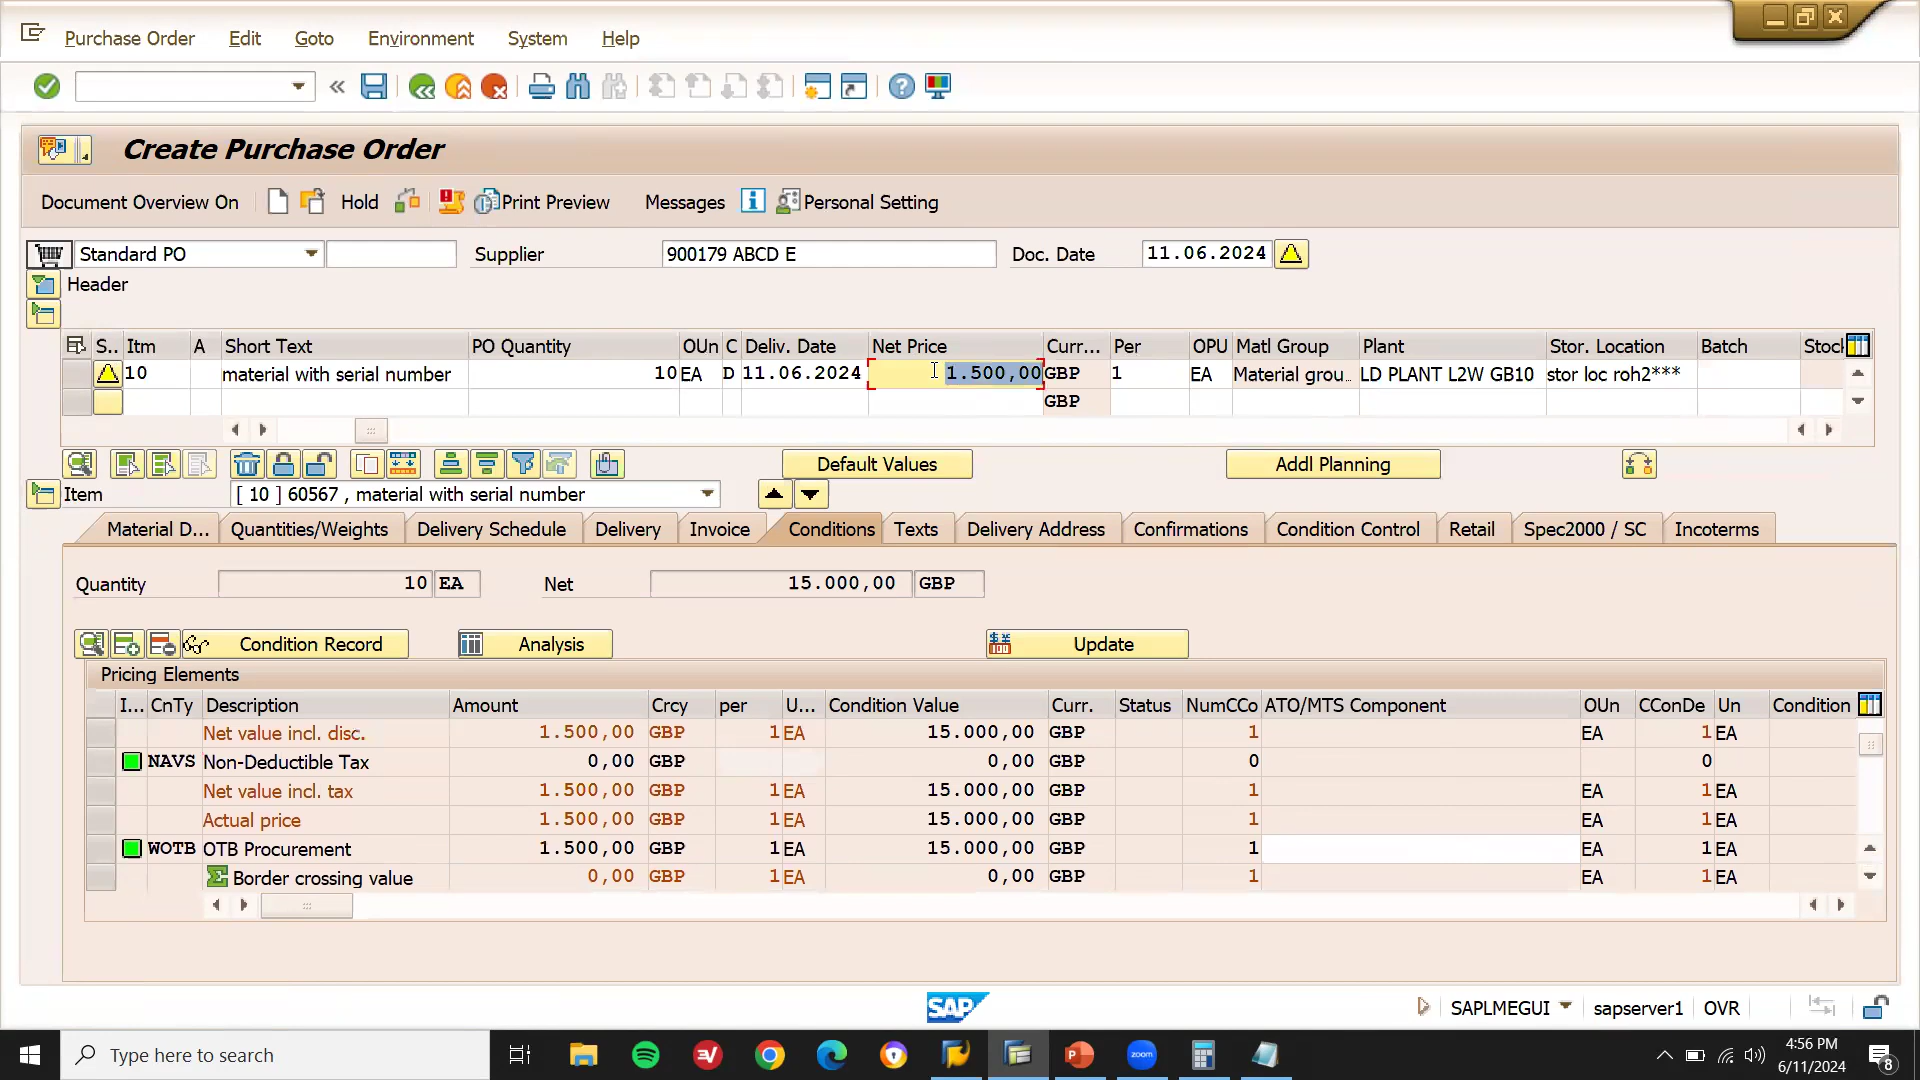 Purchase Order Edit Goto Environment System Help
Create Purchase Order
Document Overview On Hold Print Preview Messages Personal Setting
Standard PO Supplier 900179 ABCD E Doc. Date 11.06.2024
Header
S.. Itm A Short Text PO Quantity OUn C Deliv. Date Net Price Curr... Per OPU Matl Group Plant Stor. Location Batch Stock
10 material with serial number 10 EA D 11.06.2024 1.500,00 GBP 1 EA Material grou.. LD PLANT L2W GB10 stor loc roh2***
GBP
Default Values Addl Planning
Item [ 10 ] 60567 , material with serial number
Material D... Quantities/Weights Delivery Schedule Delivery Invoice Conditions Texts Delivery Address Confirmations Condition Control Retail Spec2000 / SC Incoterms
Quantity 10 EA Net 15.000,00 GBP
Condition Record Analysis Update
Pricing Elements
I... CnTy Description Amount Crcy per U... Condition Value Curr. Status NumCCo ATO/MTS Component OUn CConDe Un Condition
Net value incl. disc. 1.500,00 GBP 1 EA 15.000,00 GBP 1 EA 1 EA
NAVS Non-Deductible Tax 0,00 GBP 0,00 GBP 0 0
Net value incl. tax 1.500,00 GBP 1 EA 15.000,00 GBP 1 EA 1 EA
Actual price 1.500,00 GBP 1 EA 15.000,00 GBP 1 EA 1 EA
WOTB OTB Procurement 1.500,00 GBP 1 EA 15.000,00 GBP 1 EA 1 EA
Border crossing value 0,00 GBP 1 EA 0,00 GBP 1 EA 1 EA
SAP SAPLMEGUI sapserver1 OVR
Type here to search zoom 4:56 PM
6/11/2024 8